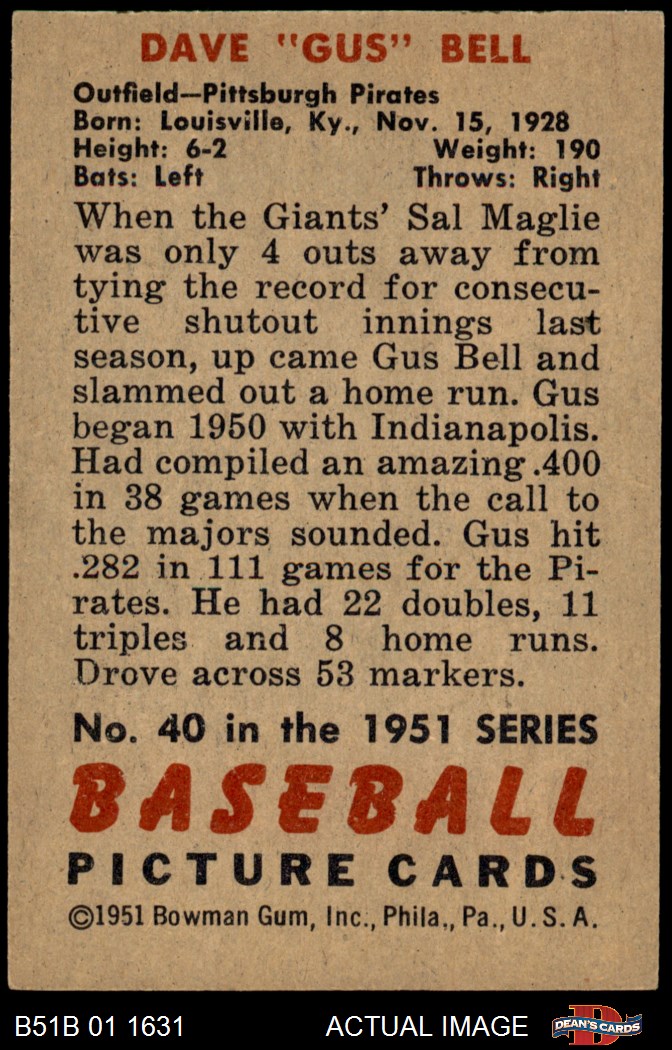 DAVE "GUS" BELL
Outfield—Pittsburgh Pirates
Born: Louisville, Ky., Nov. 15, 1928
Height: 6-2 Weight: 190
Bats: Left Throws: Right
When the Giants' Sal Maglie
was only 4 outs away from
tying the record for consecu-
tive shutout innings last
season, up came Gus Bell and
slammed out a home run. Gus
began 1950 with Indianapolis.
Had compiled an amazing .400
in 38 games when the call to
the majors sounded. Gus hit
.282 in 111 games for the Pi-
rates. He had 22 doubles, 11
triples and 8 home runs.
Drove across 53 markers.
No. 40 in the 1951 SERIES
BASEBALL
PICTURE CARDS
©1951 Bowman Gum, Inc., Phila., Pa., U.S.A.
B51B 01 1631 ACTUAL IMAGE D DEAN'S CARDS